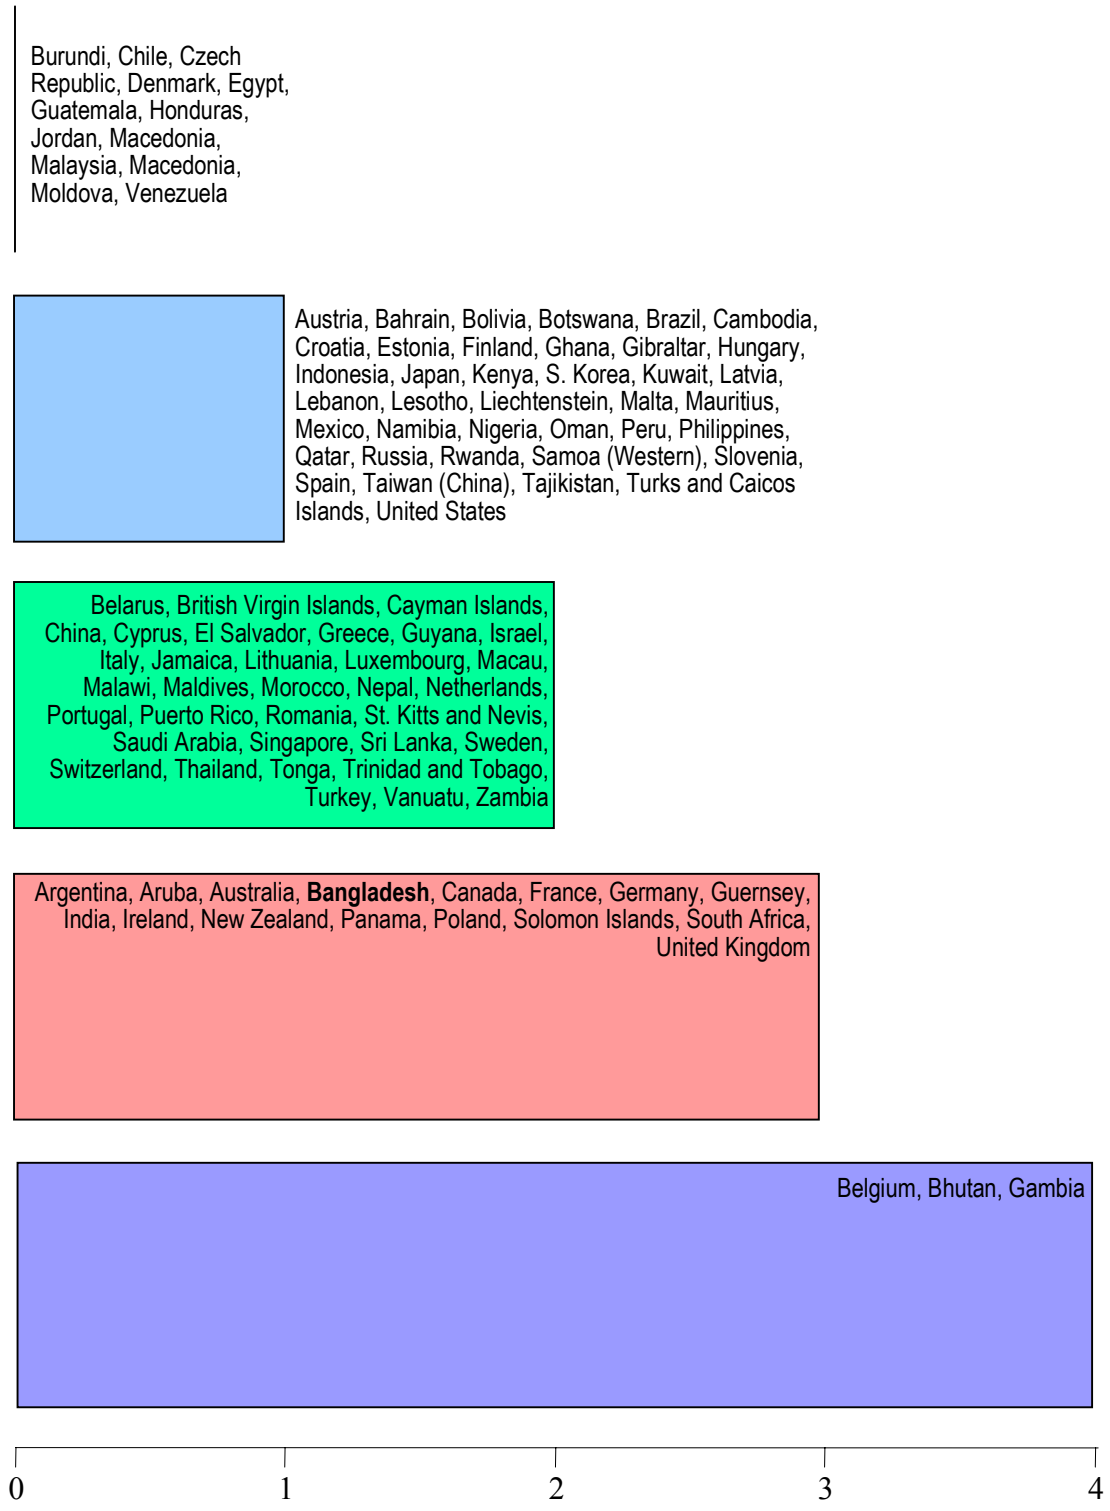 Burundi, Chile, Czech
Republic, Denmark, Egypt,
Guatemala, Honduras,
Jordan, Macedonia,
Malaysia, Macedonia,
Moldova, Venezuela
Austria, Bahrain, Bolivia, Botswana, Brazil, Cambodia,
Croatia, Estonia, Finland, Ghana, Gibraltar, Hungary,
Indonesia, Japan, Kenya, S. Korea, Kuwait, Latvia,
Lebanon, Lesotho, Liechtenstein, Malta, Mauritius,
Mexico, Namibia, Nigeria, Oman, Peru, Philippines,
Qatar, Russia, Rwanda, Samoa (Western), Slovenia,
Spain, Taiwan (China), Tajikistan, Turks and Caicos
Islands, United States
Belarus, British Virgin Islands, Cayman Islands,
China, Cyprus, El Salvador, Greece, Guyana, Israel,
Italy, Jamaica, Lithuania, Luxembourg, Macau,
Malawi, Maldives, Morocco, Nepal, Netherlands,
Portugal, Puerto Rico, Romania, St. Kitts and Nevis,
Saudi Arabia, Singapore, Sri Lanka, Sweden,
Switzerland, Thailand, Tonga, Trinidad and Tobago,
Turkey, Vanuatu, Zambia
Argentina, Aruba, Australia, Bangladesh, Canada, France, Germany, Guernsey,
India, Ireland, New Zealand, Panama, Poland, Solomon Islands, South Africa,
United Kingdom
Belgium, Bhutan, Gambia
0 1 2 3 4